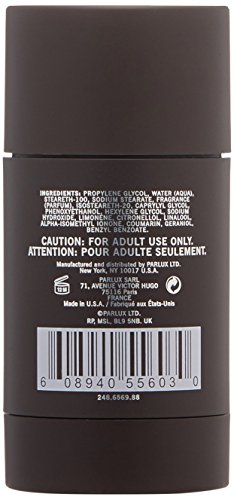 INGREDIENTS: PROPYLENE GLYCOL, WATER (AQUA),
STEARETH-100, SODIUM STEARATE, FRAGRANCE
(PARFUM), ISOSTEARETH-20, CAPRYLYL GLYCOL,
PHENOXYETHANOL, HEXYLENE GLYCOL, SODIUM
HYDROXIDE, LIMONENE, CITRONELLOL, LINALOOL,
ALPHA-ISOMETHYL IONONE, COUMARIN, GERANIOL,
BENZYL BENZOATE.
CAUTION: FOR ADULT USE ONLY.
ATTENTION: POUR ADULTE SEULEMENT.
Manufactured and distributed by PARLUX LTD.
New York, NY 10017 U.S.A.
PARLUX SARL
71, AVENUE VICTOR HUGO
75116 Paris
FRANCE
12 M
Made in U.S.A. / Fabriqué aux États-Unis
6 08940 55603 0
©PARLUX LTD.
RP, MSL, BL9 5NB. UK
248.6569.88